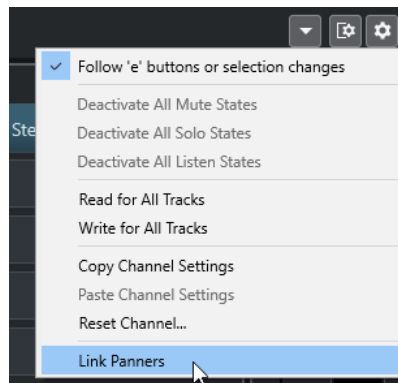 Follow 'e' buttons or selection changes
Deactivate All Mute States
Ste
Deactivate All Solo States
Deactivate All Listen States
Read for All Tracks
Write for All Tracks
Copy Channel Settings
Paste Channel Settings
Reset Channel...
Link Panners